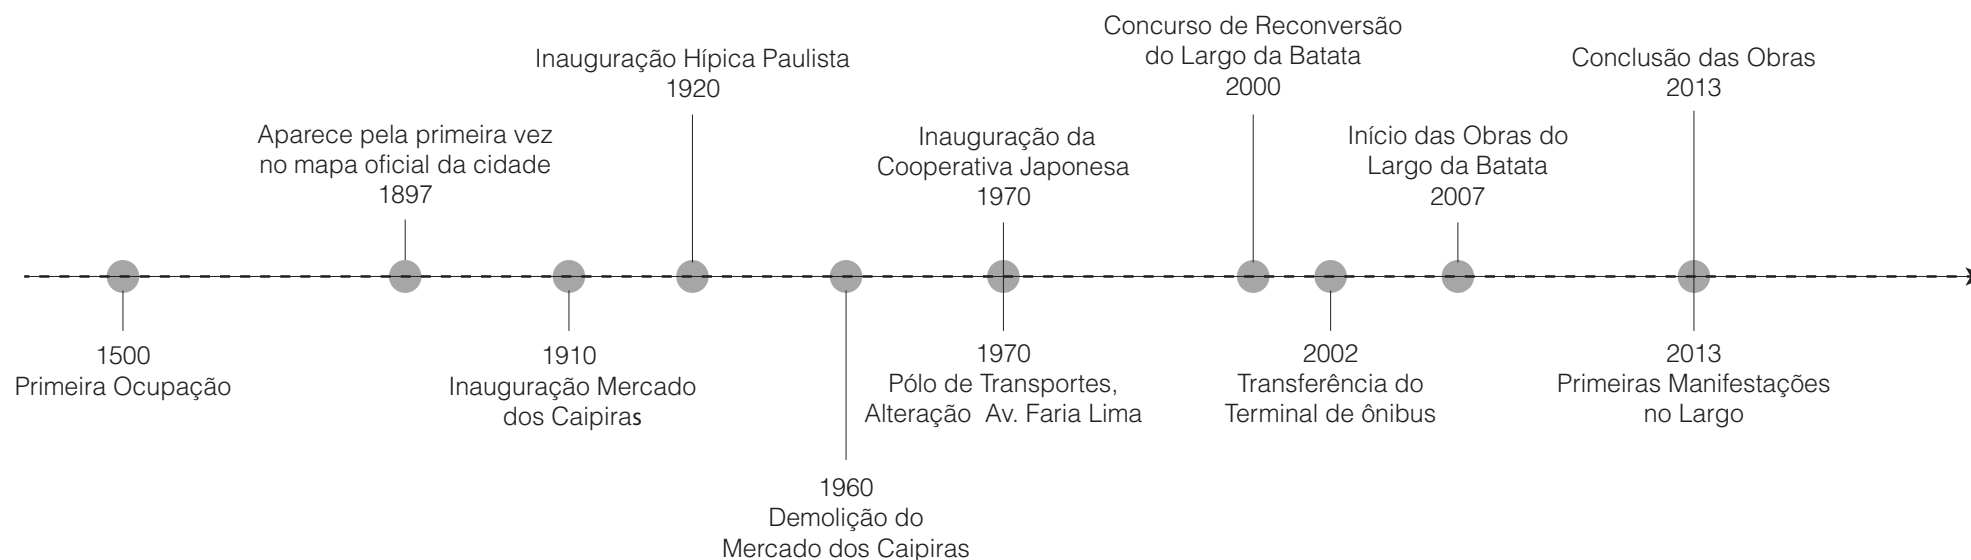 Primeira Ocupação
1500
Aparece pela primeira vez
no mapa oficial da cidade
1897
1910
Inauguração Mercado
dos Caipiras
Inauguração Hípica Paulista
1920
1960
Demolição do
Mercado dos Caipiras
Inauguração da
Cooperativa Japonesa
1970
1970
Pólo de Transportes,
Alteração  Av. Faria Lima
Concurso de Reconversão
do Largo da Batata
2000
2002
Transferência do
Terminal de ônibus
Início das Obras do
Largo da Batata
2007
Conclusão das Obras
2013
2013
Primeiras Manifestações
no Largo